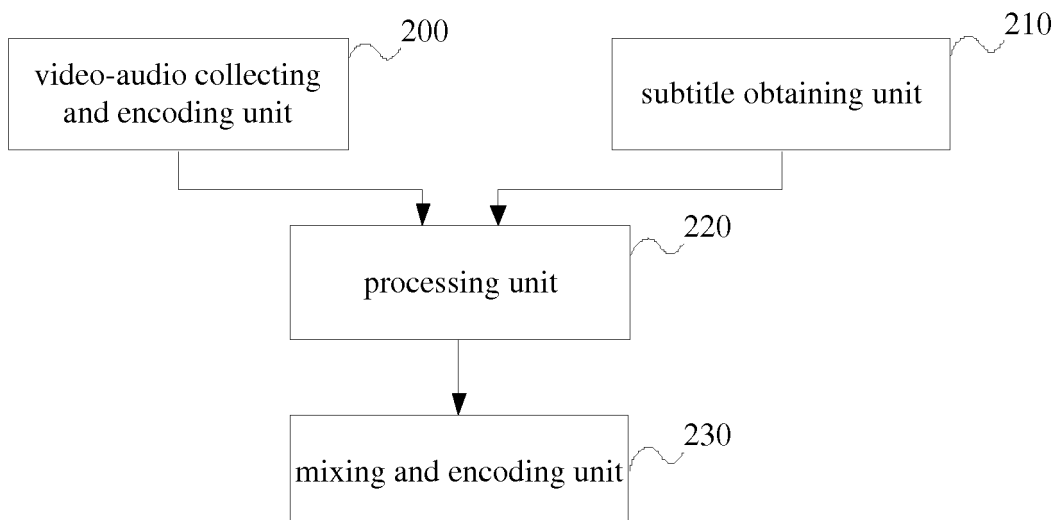 200
video-audio collecting
and encoding unit
210
subtitle obtaining unit
220
processing unit
230
mixing and encoding unit